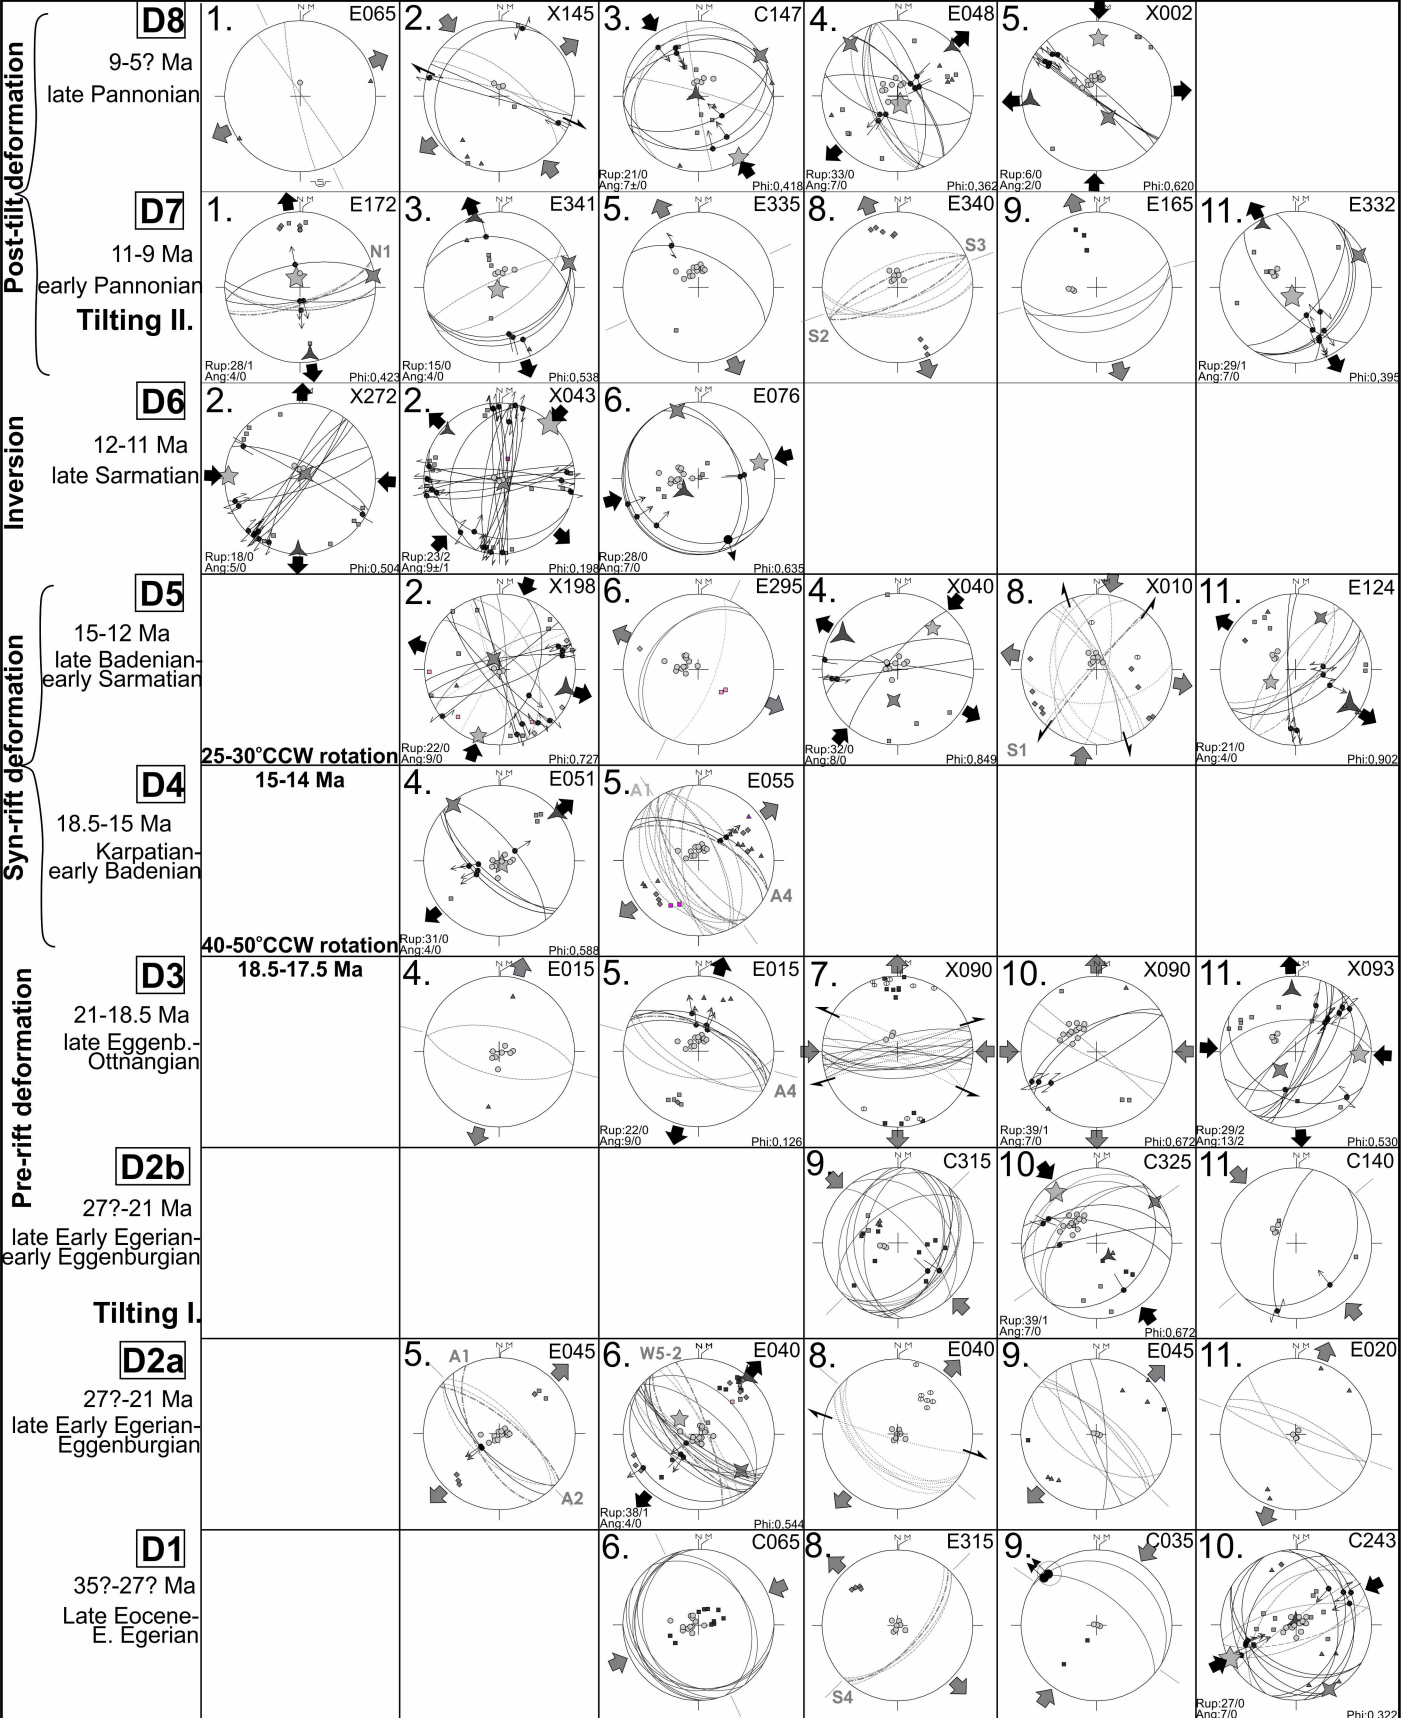 Post-tilt deformation
D8
9-5? Ma
late Pannonian
1. N M E065
5
2. N M X145
3. N M C147
Rup:21/0
Ang:7±/0 Phi:0,418
4. N M E048
Rup:33/0
Ang:7/0 Phi:0,362
5. N M X002
Rup:6/0
Ang:2/0 Phi:0,620
D7
11-9 Ma
early Pannonian
Tilting II.
1. N M E172
N1
Rup:28/1
Ang:4/0 Phi:0,423
3. N M E341
Rup:15/0
Ang:4/0 Phi:0,538
5. N M E335
8. N M E340
S3
S2
9. N M E165
11. N M E332
Rup:29/1
Ang:7/0 Phi:0,395
Inversion
D6
12-11 Ma
late Sarmatian
2. X272
Rup:18/0
Ang:5/0 Phi:0,504
2. N M X043
Rup:23/2
Ang:9±/1 Phi:0,198
6. N M E076
Rup:28/0
Ang:7/0 Phi:0,635
Syn-rift deformation
D5
15-12 Ma
late Badenian-
early Sarmatian
25-30°CCW rotation
2. N M X198
Rup:22/0
Ang:9/0 Phi:0,727
6. N M E295
4. N M X040
Rup:32/0
Ang:8/0 Phi:0,849
8. N M X010
S1
11. N M E124
Rup:21/0
Ang:4/0 Phi:0,902
D4
18.5-15 Ma
Karpatian-
early Badenian
15-14 Ma
40-50°CCW rotation
4. N M E051
Rup:31/0
Ang:4/0 Phi:0,588
5. N M E055
A1
A4
Pre-rift deformation
D3
21-18.5 Ma
late Eggenb.-
Ottnangian
18.5-17.5 Ma
4. N M E015
5. N M E015
A4
Rup:22/0
Ang:9/0 Phi:0,126
7. N M X090
10. N M X090
Rup:39/1
Ang:7/0 Phi:0,672
11. N M X093
Rup:29/2
Ang:13/2 Phi:0,530
D2b
27?-21 Ma
late Early Egerian-
early Eggenburgian
Tilting I.
9. N M C315
10. N M C325
Rup:39/1
Ang:7/0 Phi:0,672
11. N M C140
D2a
27?-21 Ma
late Early Egerian-
Eggenburgian
5. A1 N M E045
A2
6. W5-2 N M E040
Rup:38/1
Ang:4/0 Phi:0,544
8. N M E040
9. N M E045
11. N M E020
D1
35?-27? Ma
Late Eocene-
E. Egerian
6. N M C065
8. N M E315
S4
9. N M C035
10. N M C243
Rup:27/0
Ang:7/0 Phi:0,322